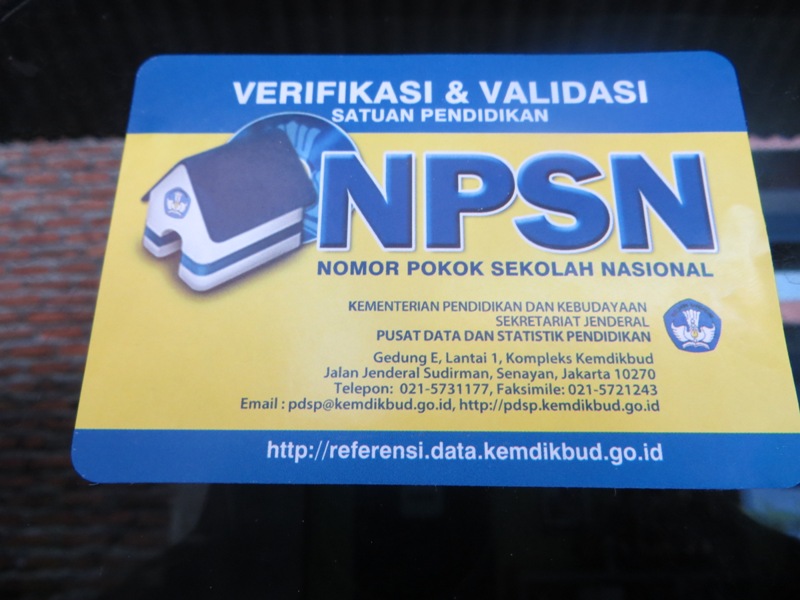 VERIFIKASI & VALIDASI
SATUAN PENDIDIKAN
NPSN
NOMOR POKOK SEKOLAH NASIONAL
KEMENTERIAN PENDIDIKAN DAN KEBUDAYAAN
SEKRETARIAT JENDERAL
PUSAT DATA DAN STATISTIK PENDIDIKAN
Gedung E, Lantai 1, Kompleks Kemdikbud
Jalan Jenderal Sudirman, Senayan, Jakarta 10270
Telepon: 021-5731177, Faksimile: 021-5721243
Email : pdsp@kemdikbud.go.id, http://pdsp.kemdikbud.go.id
http://referensi.data.kemdikbud.go.id